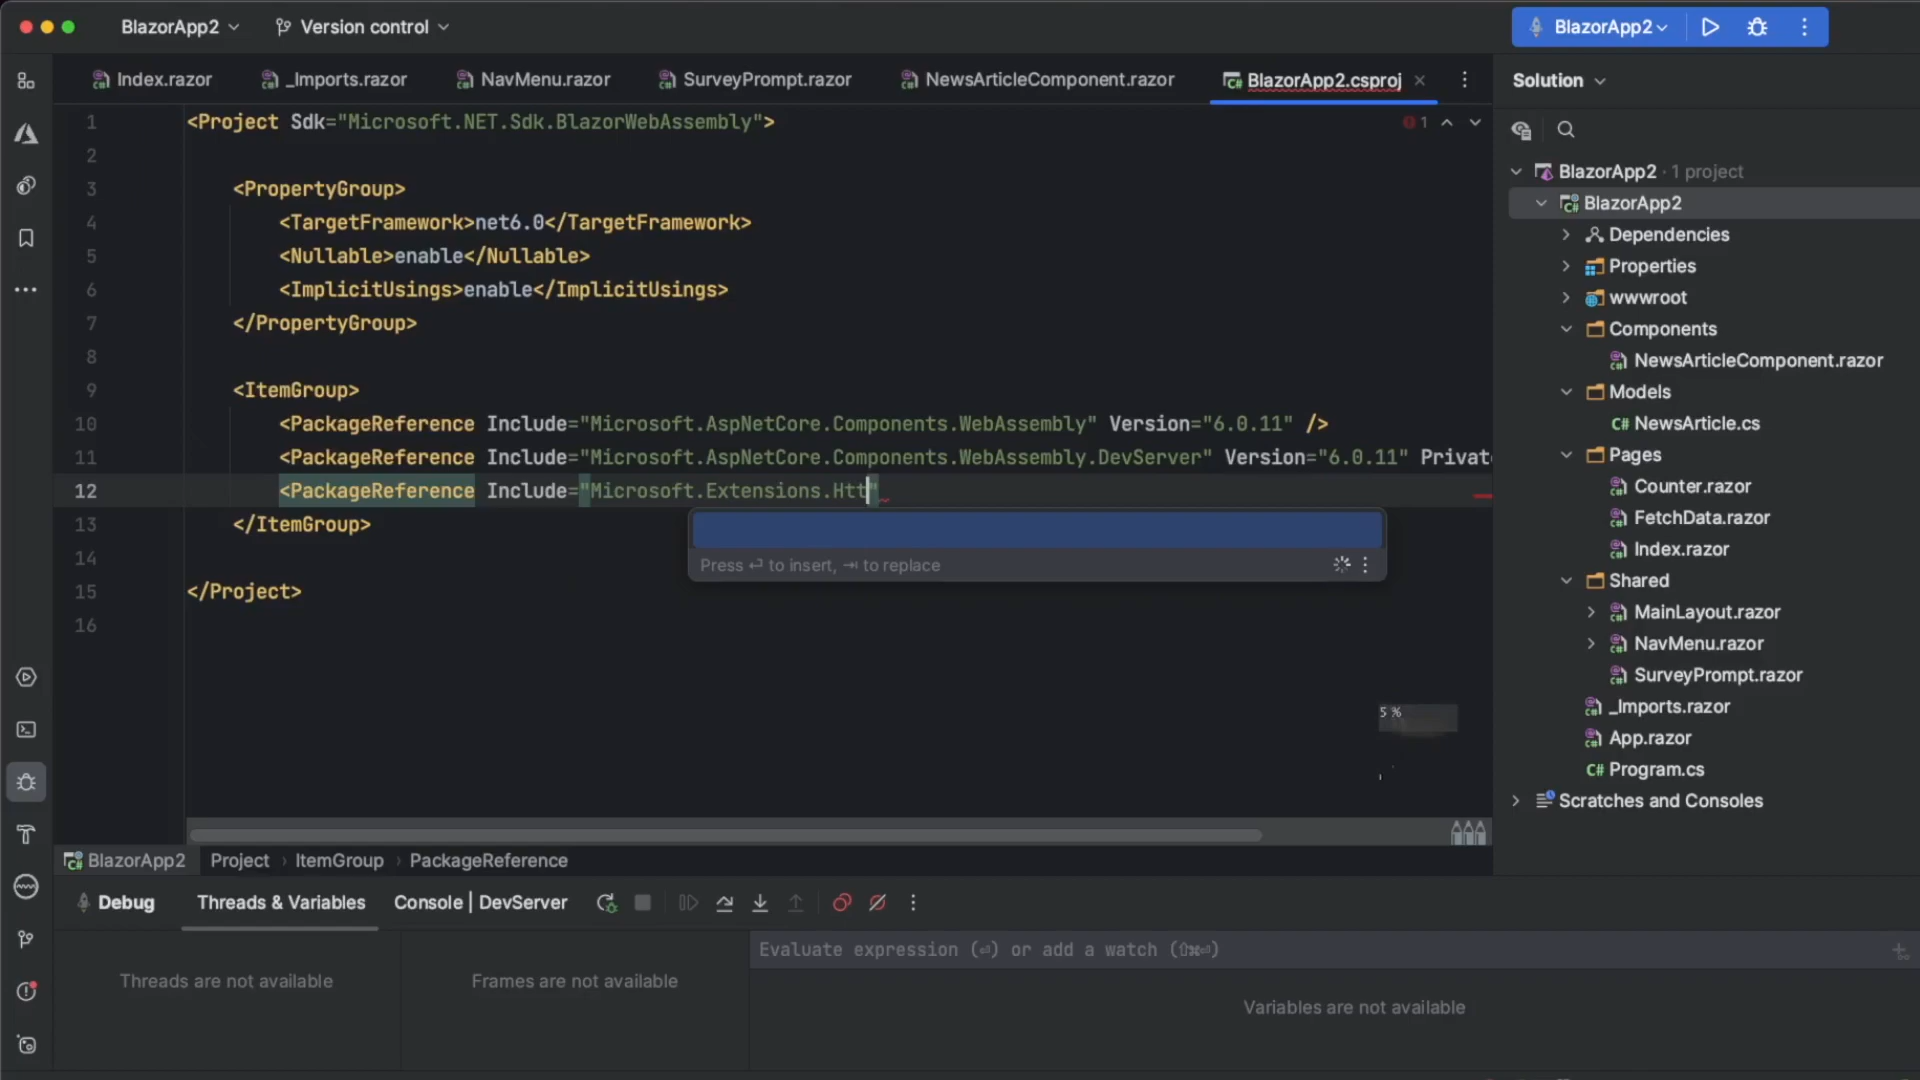 BlazorApp2 Version control BlazorApp2
Index.razor _Imports.razor NavMenu.razor SurveyPrompt.razor NewsArticleComponent.razor BlazorApp2.csproj
1 <Project Sdk="Microsoft.NET.Sdk.BlazorWebAssembly">
1
2
3 <PropertyGroup>
4 <TargetFramework>net6.0</TargetFramework>
5 <Nullable>enable</Nullable>
6 <ImplicitUsings>enable</ImplicitUsings>
7 </PropertyGroup>
8
9 <ItemGroup>
10 <PackageReference Include="Microsoft.AspNetCore.Components.WebAssembly" Version="6.0.11" />
11 <PackageReference Include="Microsoft.AspNetCore.Components.WebAssembly.DevServer" Version="6.0.11" Privat
12 <PackageReference Include="Microsoft.Extensions.Htt"
13 </ItemGroup>
14
15 </Project>
16
Press ⏎ to insert, ⇥ to replace
5 %
BlazorApp2 Project › ItemGroup › PackageReference
Solution
BlazorApp2 · 1 project
BlazorApp2
Dependencies
Properties
wwwroot
Components
NewsArticleComponent.razor
Models
C# NewsArticle.cs
Pages
Counter.razor
FetchData.razor
Index.razor
Shared
MainLayout.razor
NavMenu.razor
SurveyPrompt.razor
_Imports.razor
App.razor
C# Program.cs
Scratches and Consoles
Debug Threads & Variables Console | DevServer
Evaluate expression (⏎) or add a watch (⇧⌘⏎)
Threads are not available
Frames are not available
Variables are not available